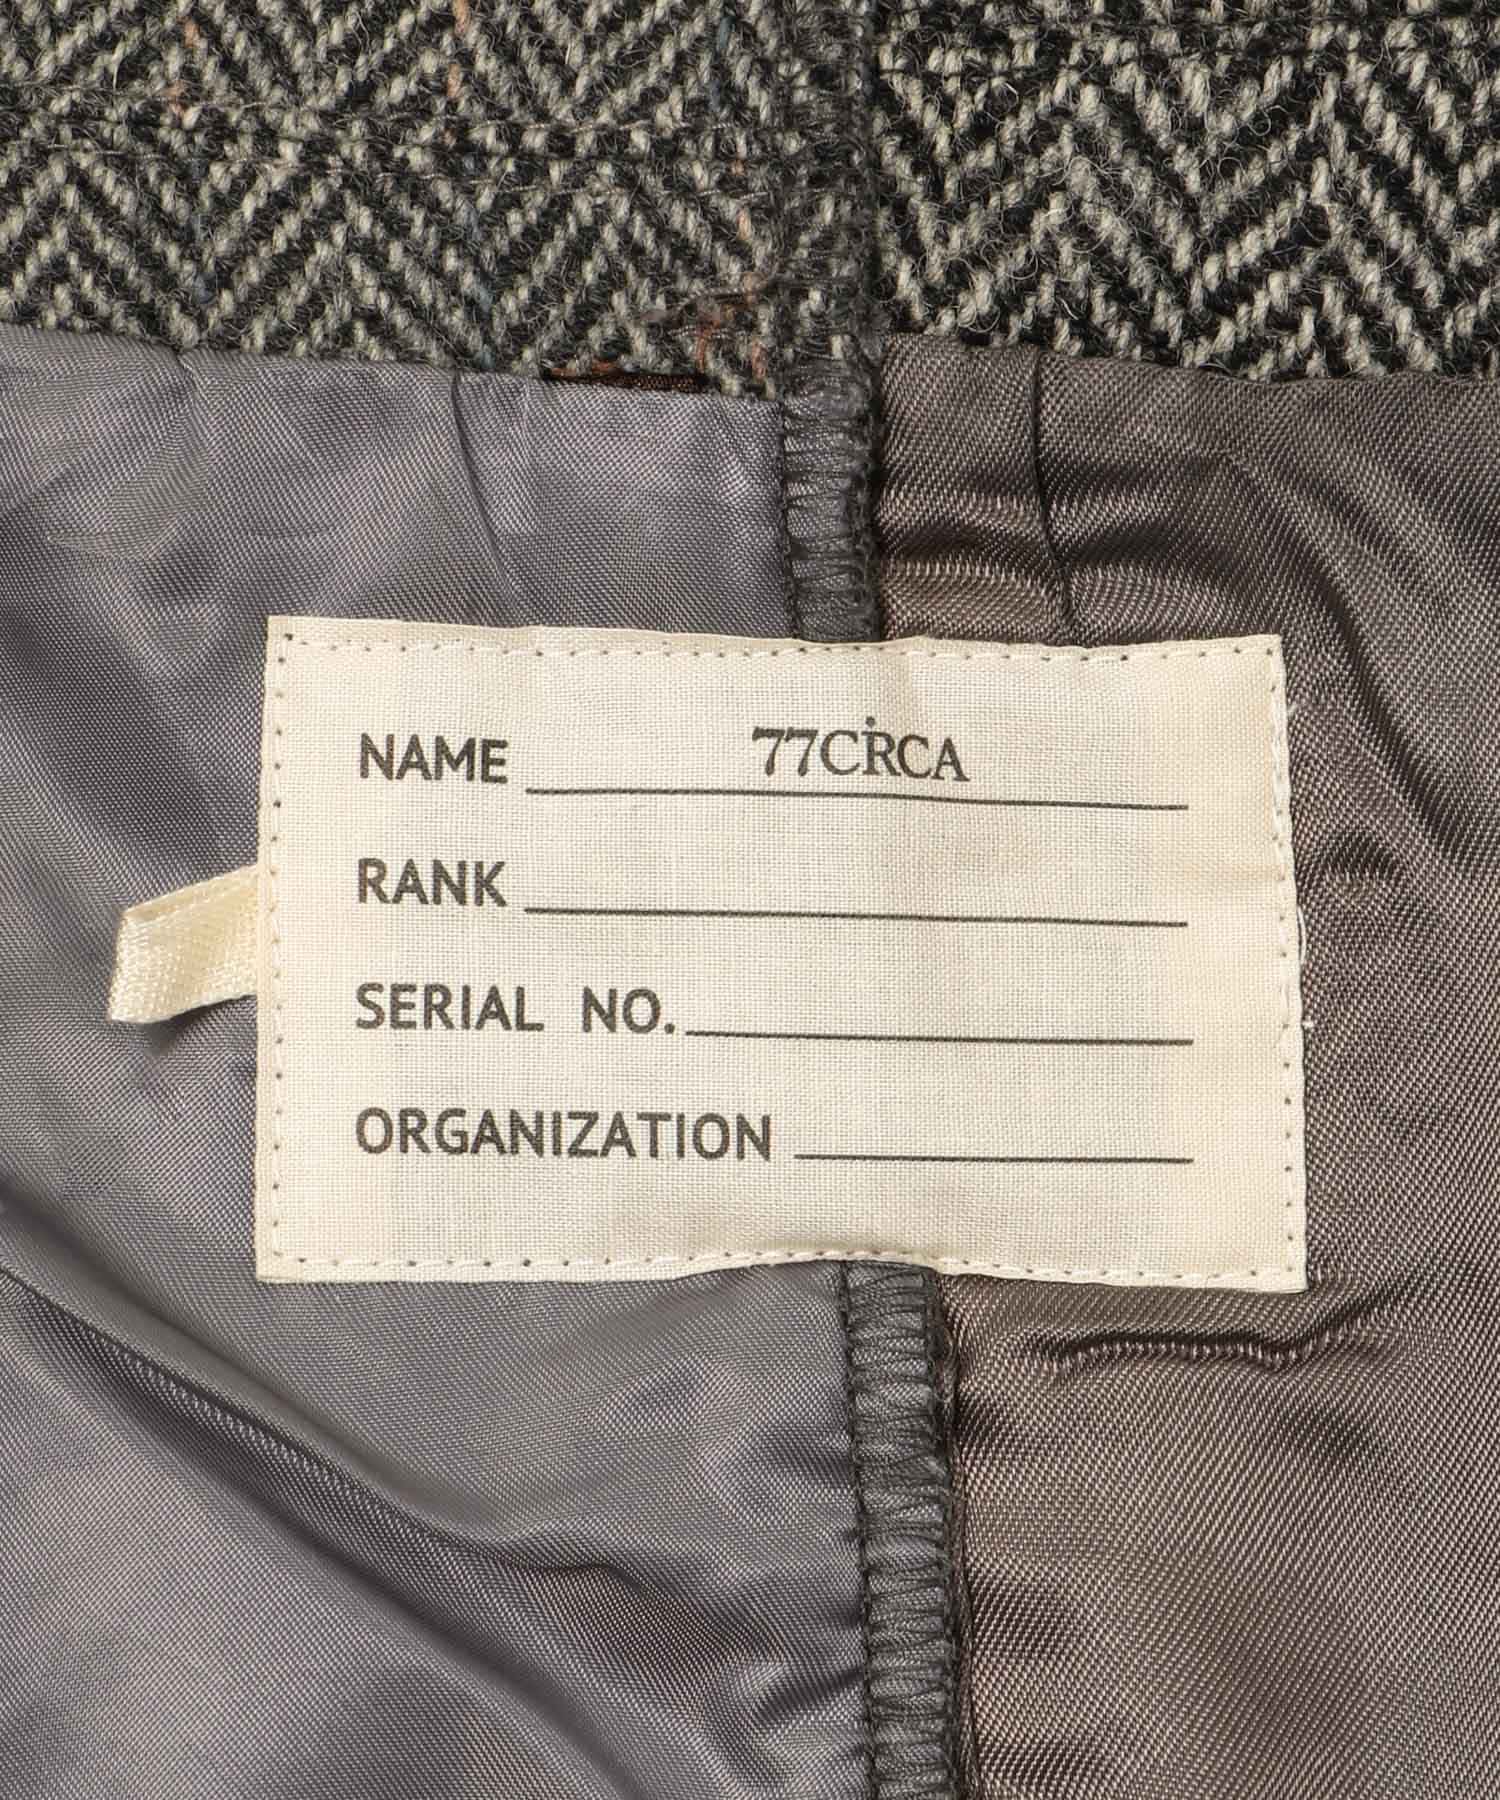 NAME 77CIRCA
RANK
SERIAL NO.
ORGANIZATION